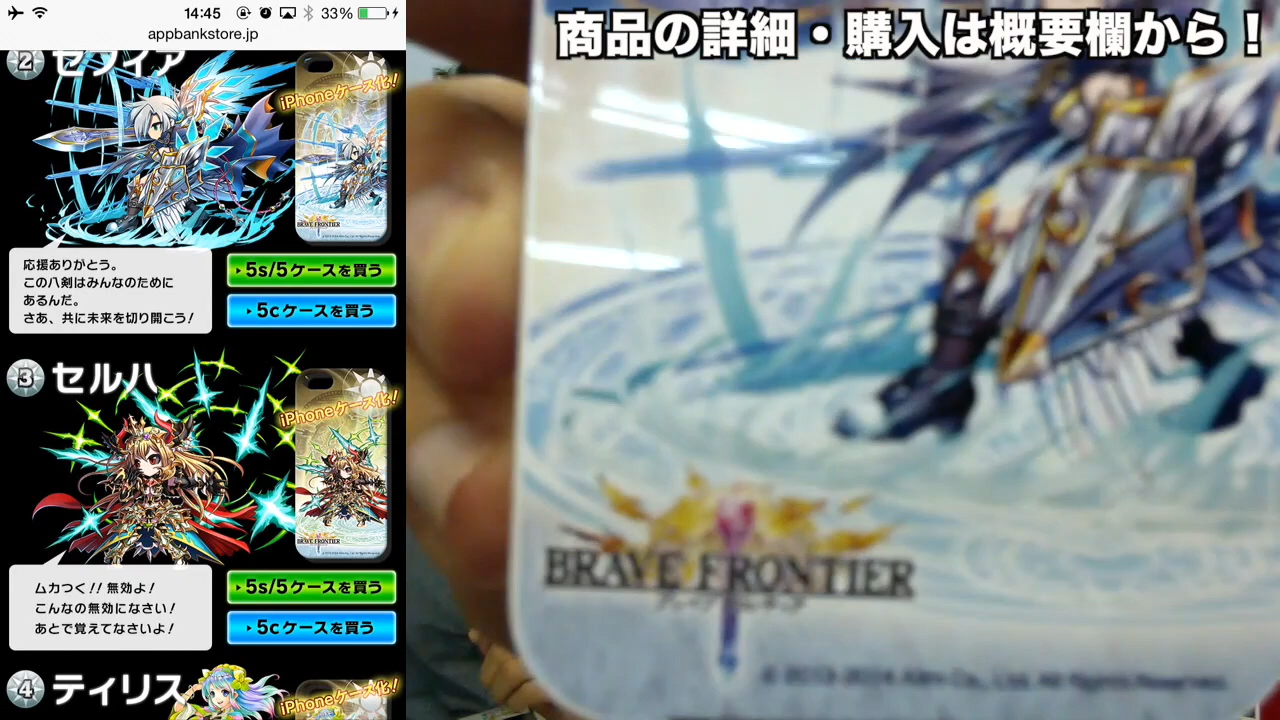 14:45
33%
appbankstore.jp
2
セフィア
iPhoneケース化!
BRAVE FRONTIER
応援ありがとう。
この八剣はみんなのために
あるんだ。
さあ、共に未来を切り開こう!
5s/5ケースを買う
5cケースを買う
3
セルハ
iPhoneケース化!
BRAVE FRONTIER
ムカつく!! 無効よ!
こんなの無効になさい!
あとで覚えてなさいよ!
5s/5ケースを買う
5cケースを買う
4
ティリス
iPhoneケース化!
商品の詳細・購入は概要欄から!
BRAVE FRONTIER